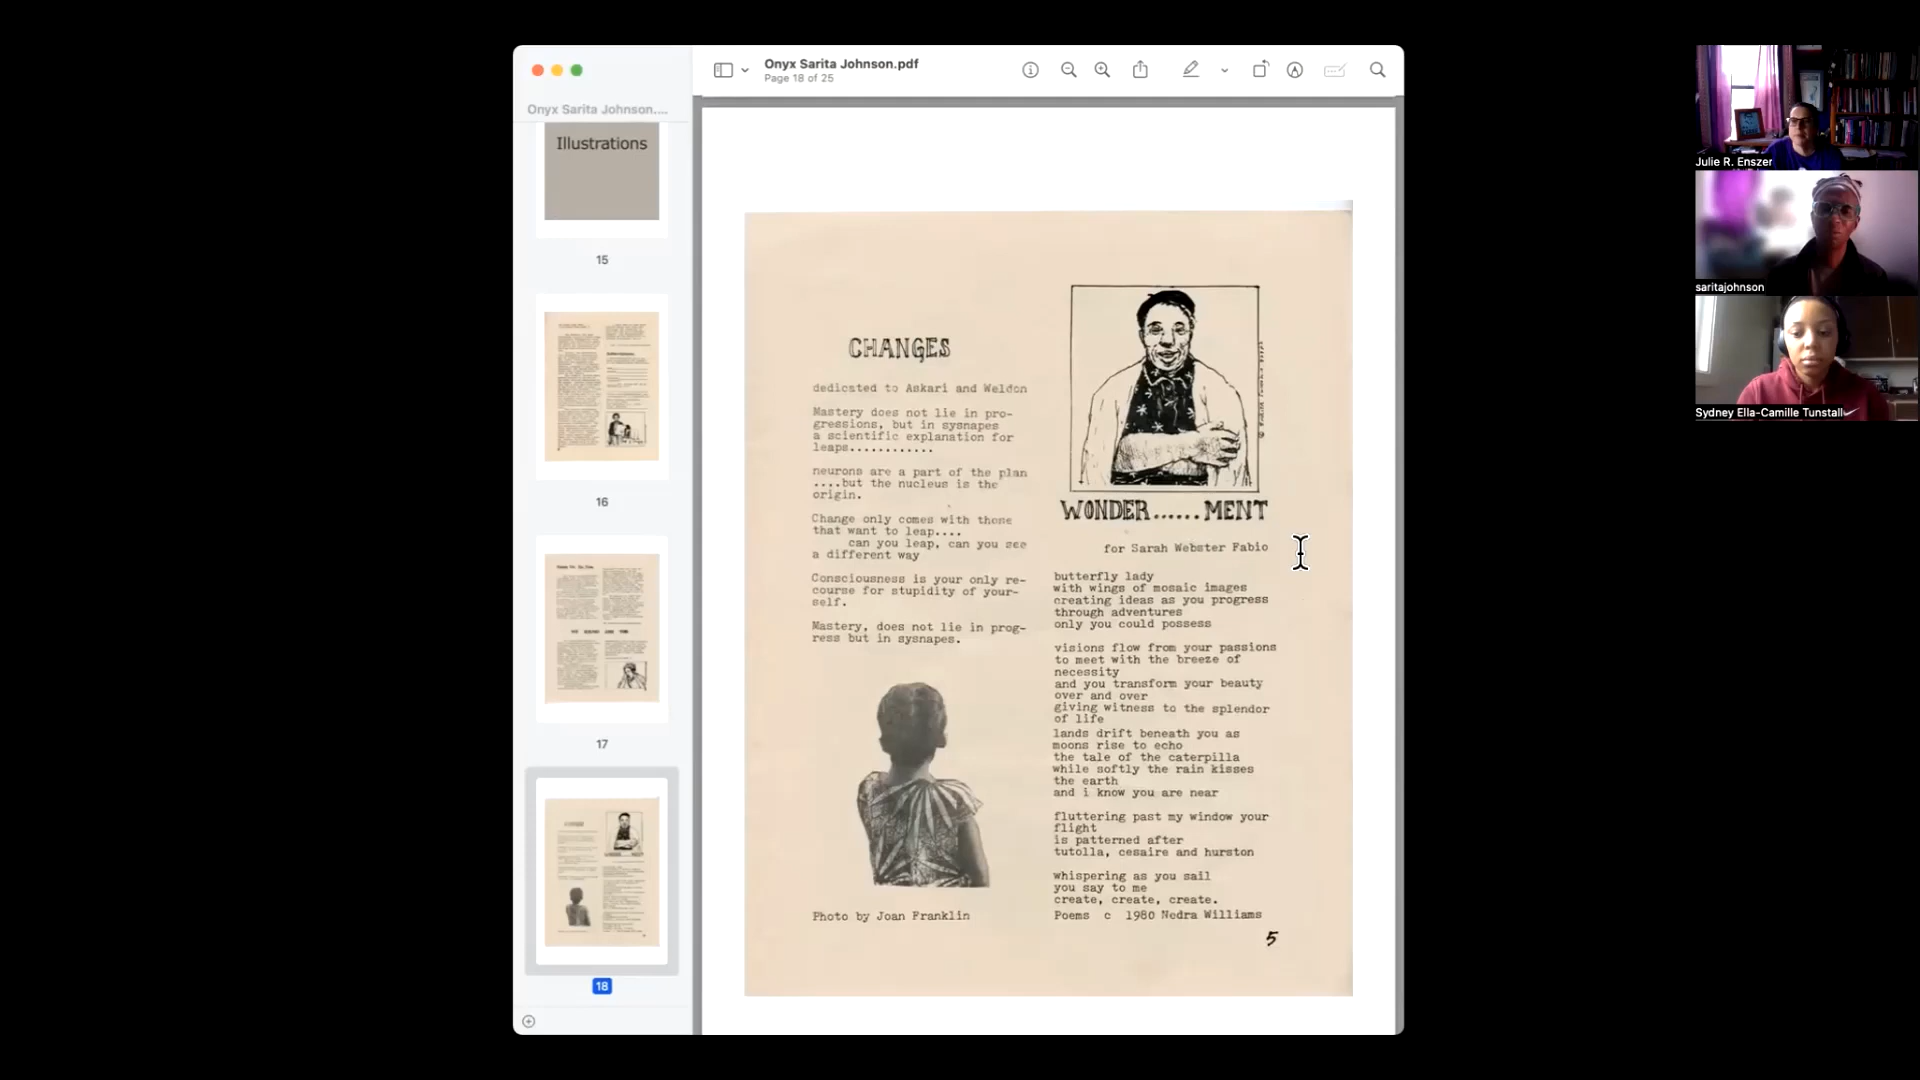 Onyx Sarita Johnson.pdf
Page 18 of 25
Onyx Sarita Johnson....
Illustrations
15
16
17
18
CHANGES
dedicated to Askari and Weldon
Mastery does not lie in pro-
gressions, but in sysnapes
a scientific explanation for
leaps............
neurons are a part of the plan
....but the nucleus is the
origin.
Change only comes with those
that want to leap....
can you leap, can you see
a different way
Consciousness is your only re-
course for stupidity of your-
self.
Mastery, does not lie in prog-
ress but in sysnapes.
Photo by Joan Franklin
WONDER......MENT
for Sarah Webster Fabio
butterfly lady
with wings of mosaic images
creating ideas as you progress
through adventures
only you could possess
visions flow from your passions
to meet with the breeze of
necessity
and you transform your beauty
over and over
giving witness to the splendor
of life
lands drift beneath you as
moons rise to echo
the tale of the caterpilla
while softly the rain kisses
the earth
and i know you are near
fluttering past my window your
flight
is patterned after
tutolla, cesaire and hurston
whispering as you sail
you say to me
create, create, create.
Poems c 1980 Nedra Williams
5
Julie R. Enszer
saritajohnson
Sydney Ella-Camille Tunstall